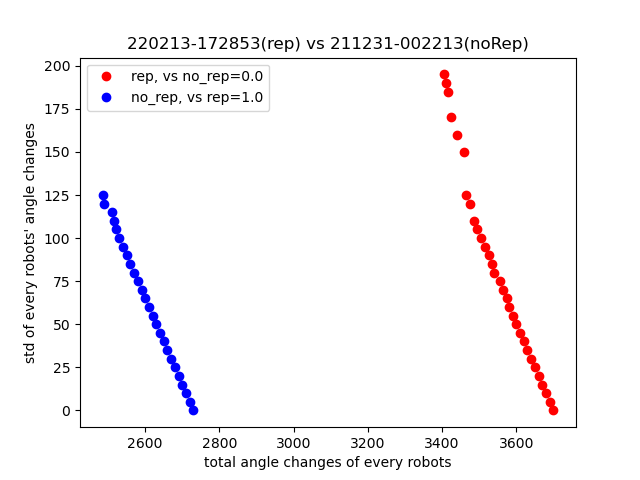 220213-172853(rep) vs 211231-002213(noRep)
rep, vs no_rep=0.0
no_rep, vs rep=1.0
std of every robots' angle changes
200
175
150
125
100
75
50
25
0
2600 2800 3000 3200 3400 3600
total angle changes of every robots